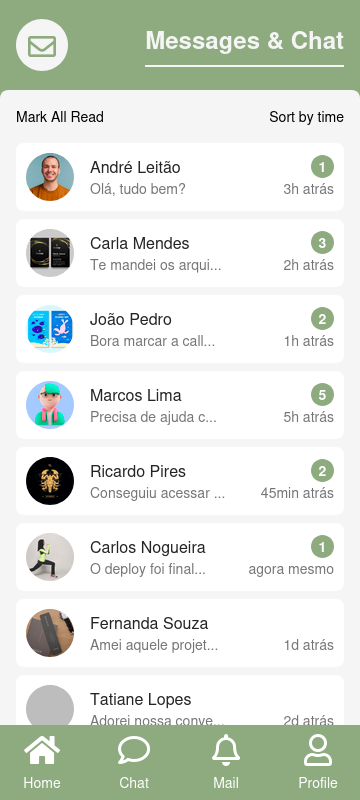 Messages & Chat
Mark All Read
Sort by time
André Leitão
1
Olá, tudo bem?
3h atrás
Carla Mendes
3
Te mandei os arqui...
2h atrás
João Pedro
2
Bora marcar a call...
1h atrás
Marcos Lima
5
Precisa de ajuda c...
5h atrás
Ricardo Pires
2
Conseguiu acessar ...
45min atrás
Carlos Nogueira
1
O deploy foi final...
agora mesmo
Fernanda Souza
Amei aquele projet...
1d atrás
Tatiane Lopes
Adorei nossa conve...
2d atrás
Home
Chat
Mail
Profile